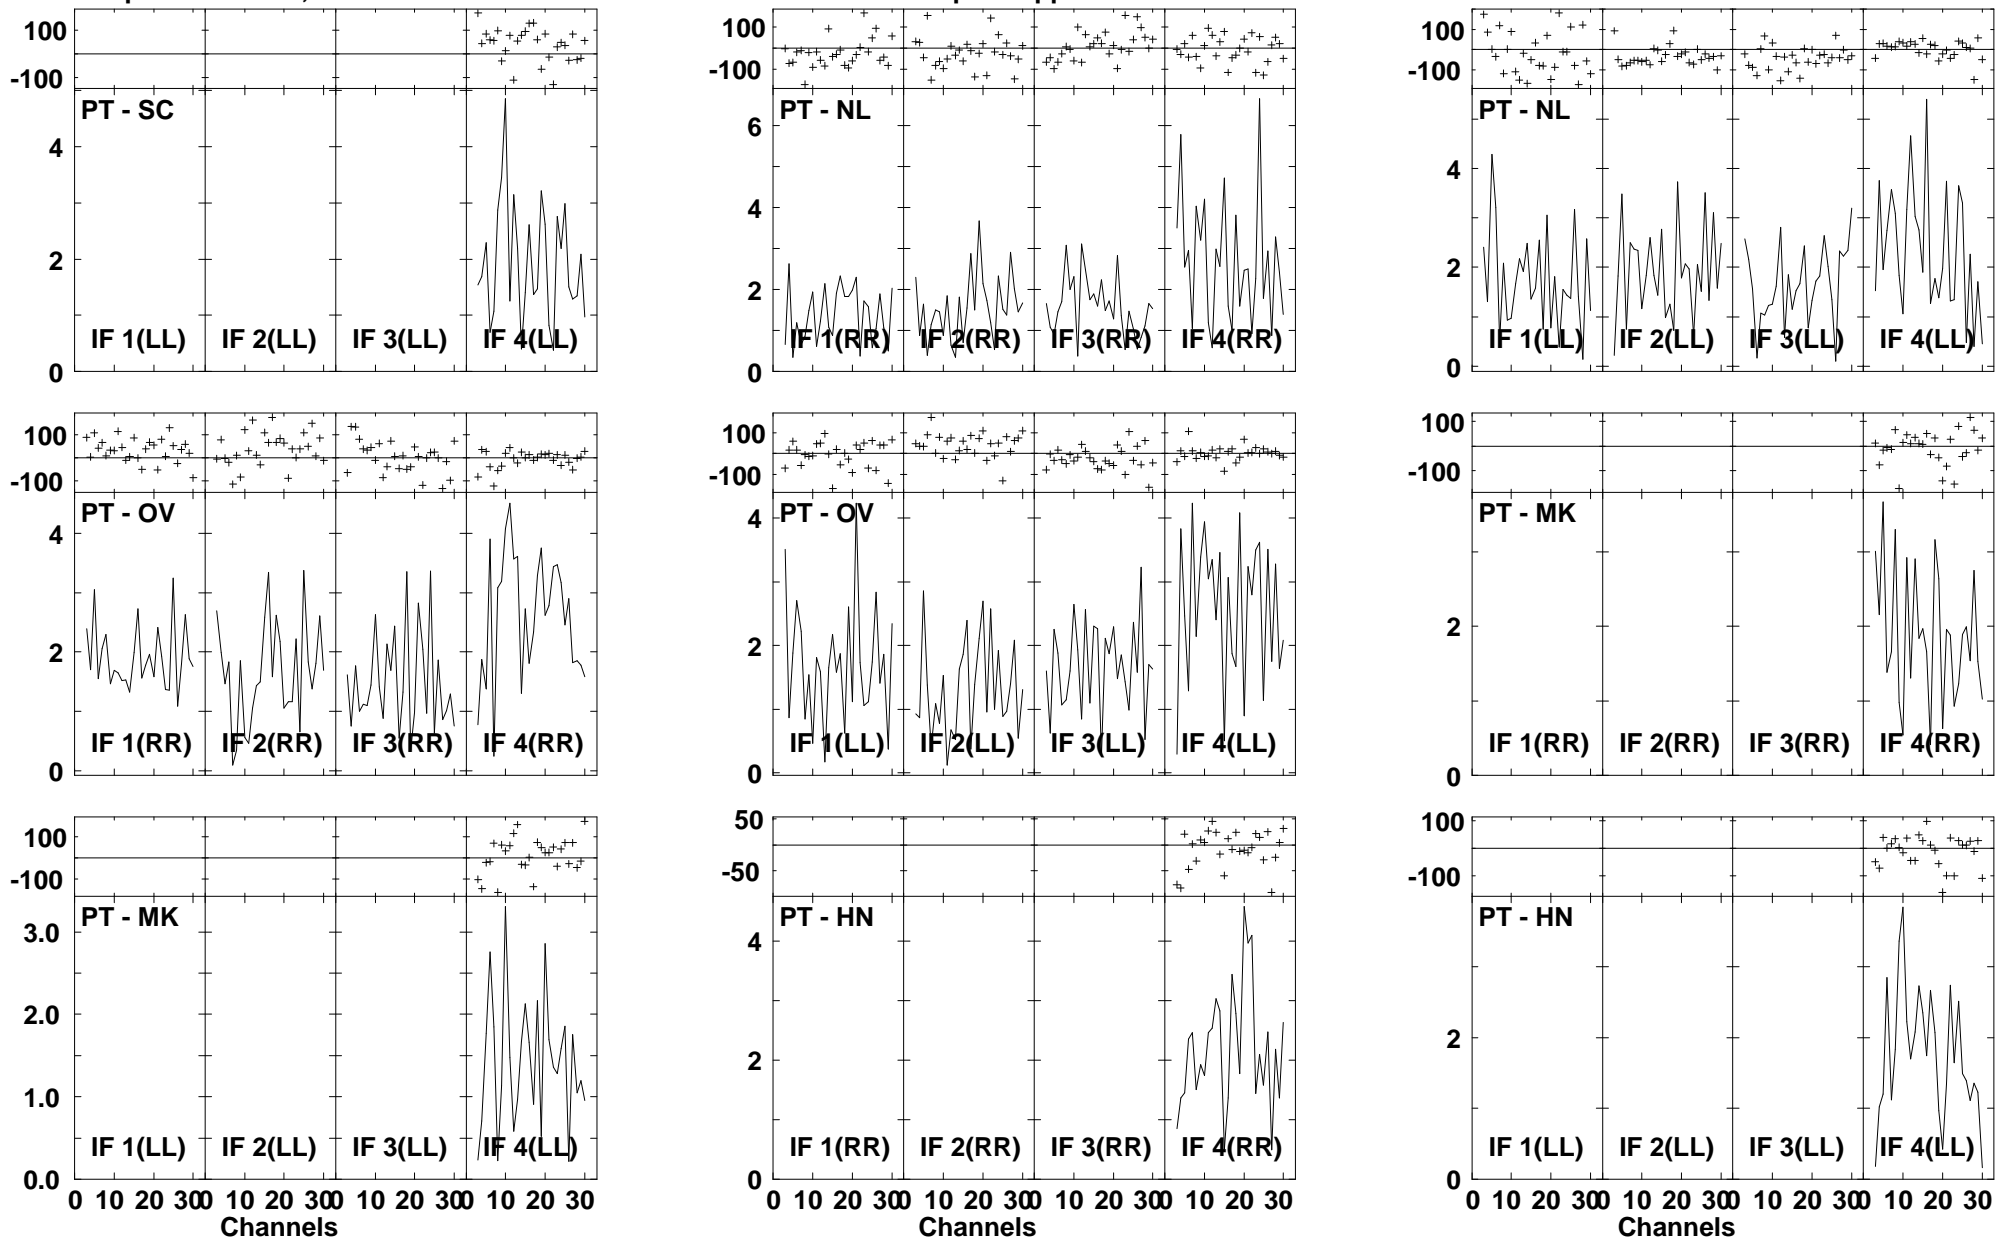 100 100 100
-100 -100 -100
PT - SC PT - NL PT - NL
6
4 4
4
2 2
2
IF 1(LL) IF 2(LL) IF 3(LL) IF 4(LL) IF 1(RR) IF 2(RR) IF 3(RR) IF 4(RR) IF 1(LL) IF 2(LL) IF 3(LL) IF 4(LL)
0 0 0
100 100 100
-100 -100 -100
PT - OV PT - OV PT - MK
4 4
2 2 2
IF 1(RR) IF 2(RR) IF 3(RR) IF 4(RR) IF 1(LL) IF 2(LL) IF 3(LL) IF 4(LL) IF 1(RR) IF 2(RR) IF 3(RR) IF 4(RR)
0 0 0
100 50 100
-100 -50 -100
PT - MK PT - HN PT - HN
3.0 4
2.0 2 2
1.0
IF 1(LL) IF 2(LL) IF 3(LL) IF 4(LL) IF 1(RR) IF 2(RR) IF 3(RR) IF 4(RR) IF 1(LL) IF 2(LL) IF 3(LL) IF 4(LL)
0.0 0 0
0 10 20 30 0 10 20 30 0 10 20 30 0 10 20 30 0 10 20 30 0 10 20 30 0 10 20 30 0 10 20 30 0 10 20 30 0 10 20 30 0 10 20 30 0 10 20 30
Channels Channels Channels